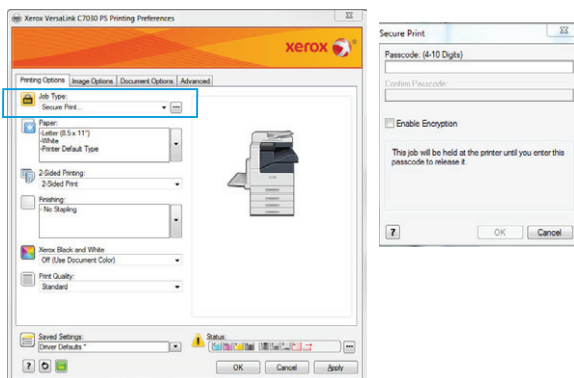 Xerox VersaLink C7030 PS Printing Preferences
xerox
Printing Options Image Options Document Options Advanced
Job Type:
Secure Print...
Paper:
-Letter (8.5 x 11")
-White
-Printer Default Type
2-Sided Printing:
2-Sided Print
Finishing:
- No Stapling
Xerox Black and White
Off (Use Document Color)
Print Quality:
Standard
Saved Settings:
Driver Defaults *
Status:
?
OK Cancel Apply
Secure Print
Passcode: (4-10 Digits)
Confirm Passcode:
Enable Encryption
This job will be held at the printer until you enter this
passcode to release it.
?
OK Cancel